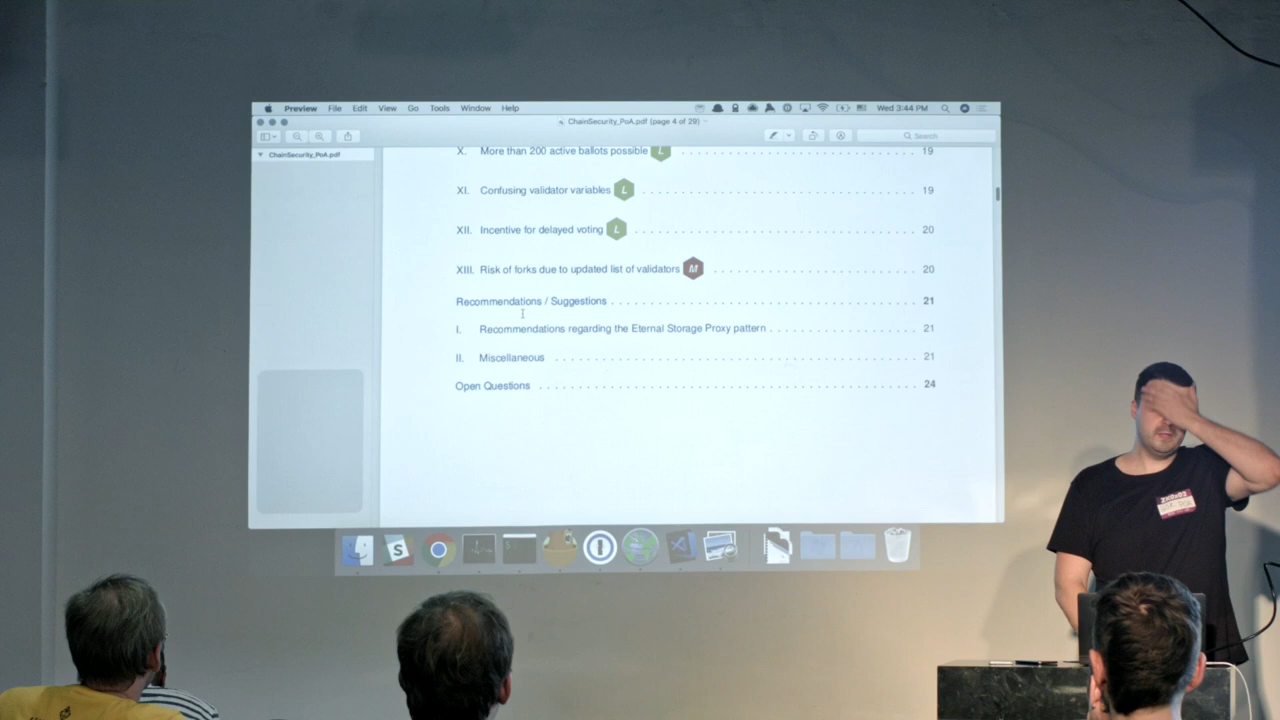 Preview File Edit View Go Tools Window Help Wed 3:44 PM
ChainSecurity_PoA.pdf (page 4 of 29)
Search
ChainSecurity_PoA.pdf
X. More than 200 active ballots possible L 19
XI. Confusing validator variables L 19
XII. Incentive for delayed voting L 20
XIII. Risk of forks due to updated list of validators M 20
Recommendations / Suggestions 21
I. Recommendations regarding the Eternal Storage Proxy pattern 21
II. Miscellaneous 21
Open Questions 24
S